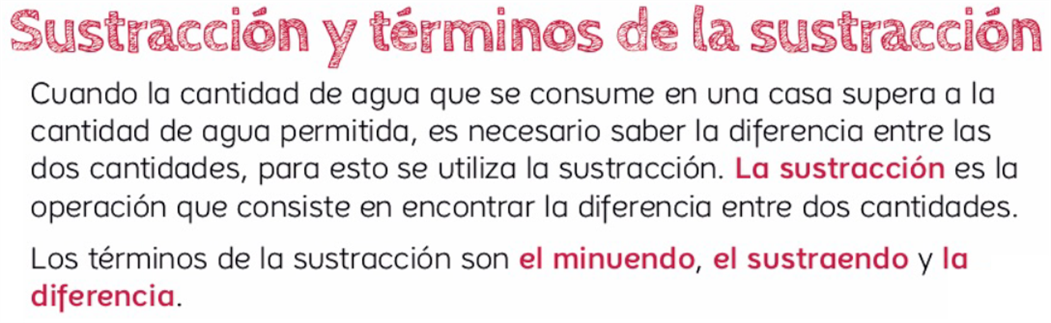 Sustracción y términos de la sustracción
Cuando la cantidad de agua que se consume en una casa supera a la
cantidad de agua permitida, es necesario saber la diferencia entre las
dos cantidades, para esto se utiliza la sustracción. La sustracción es la
operación que consiste en encontrar la diferencia entre dos cantidades.
Los términos de la sustracción son el minuendo, el sustraendo y la
diferencia.